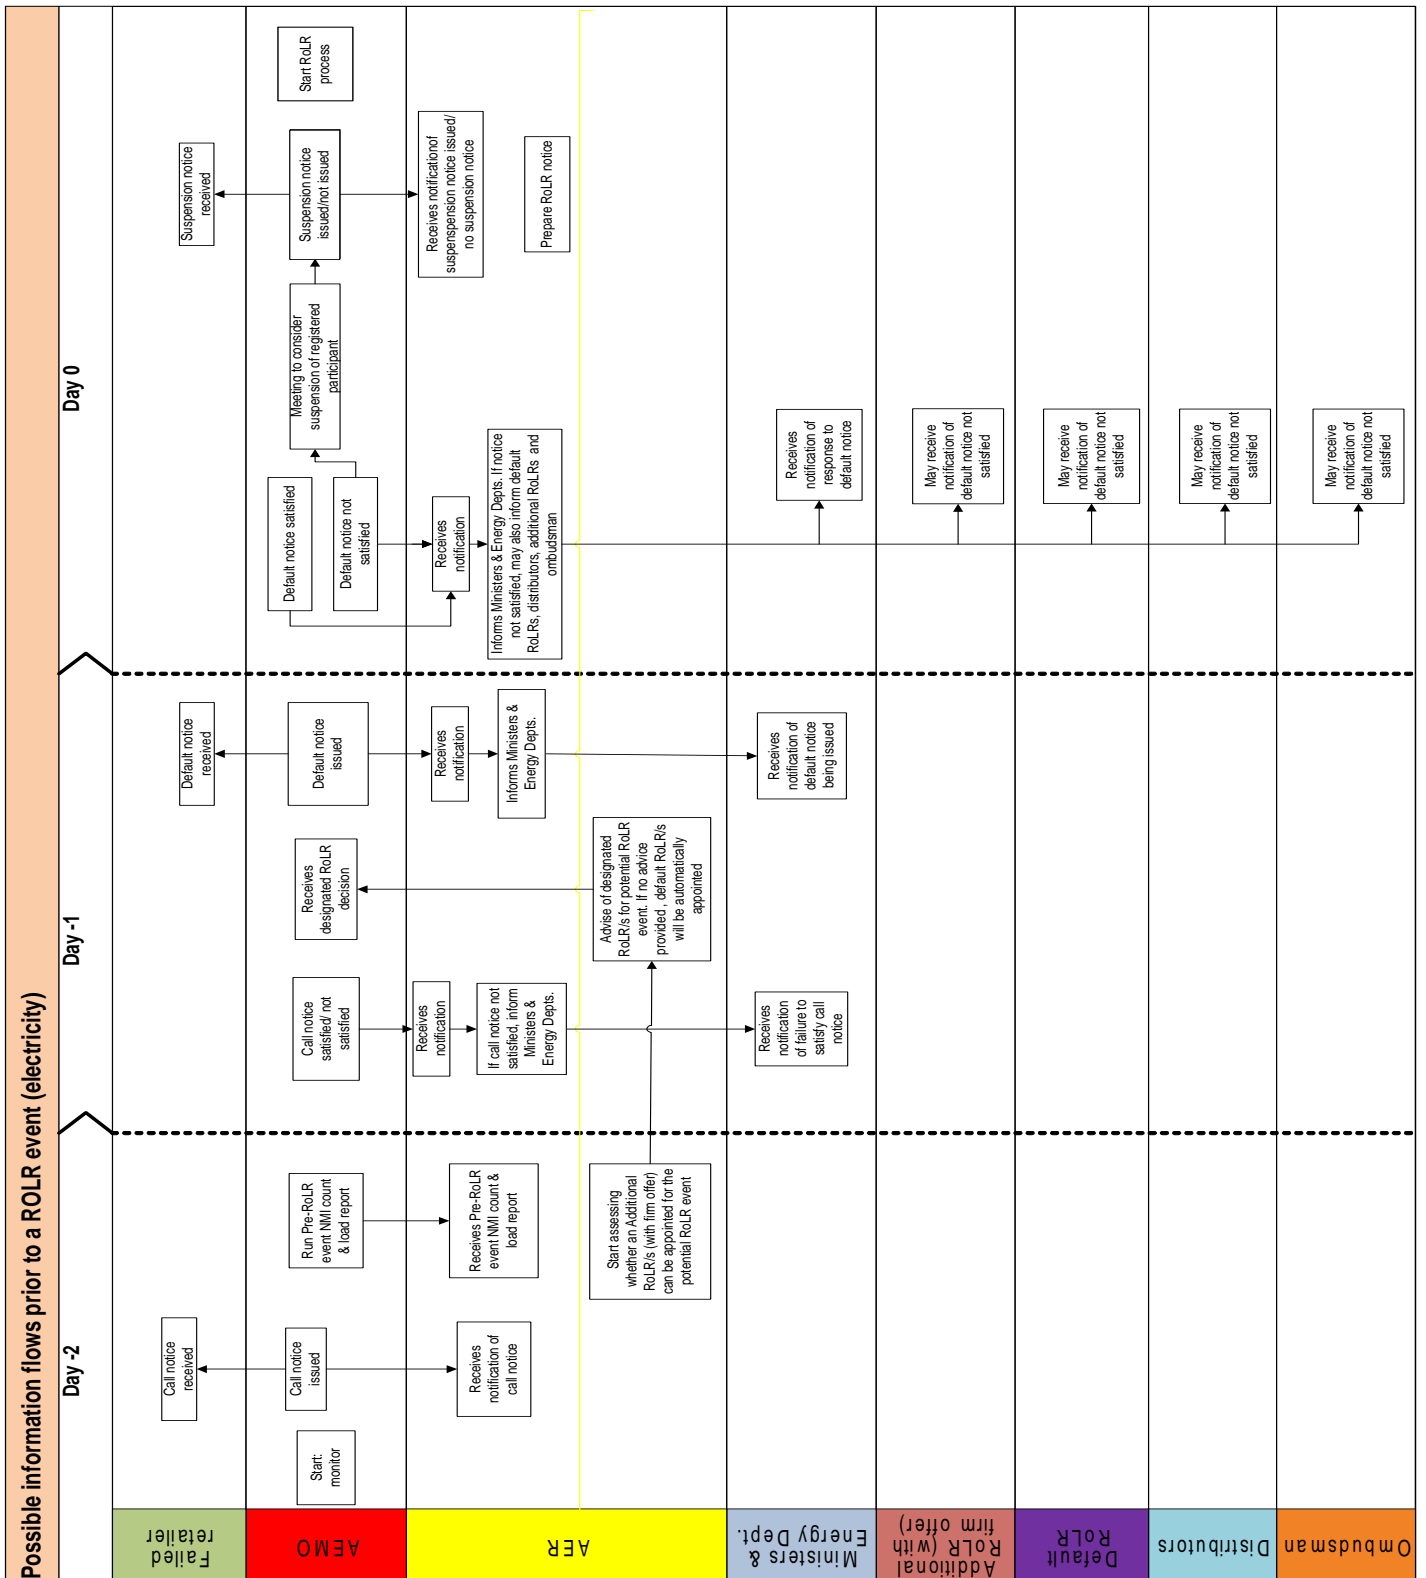 Possible information flows prior to a ROLR event (electricity)
Day -2
Day -1
Day 0
Failed
retailer
Call notice
received
Default notice
received
Suspension notice
received
AEMO
Start:
monitor
Call notice
issued
Run Pre-RoLR
event NMI count
& load report
Call notice
satisfied/ not
satisfied
Receives
designated RoLR
decision
Default notice
issued
Default notice satisfied
Default notice not
satisfied
Meeting to consider
suspension of registered
participant
Suspension notice
issued/not issued
Start RoLR
process
AER
Receives
notification of
call notice
Receives Pre-RoLR
event NMI count &
load report
Start assessing
whether an Additional
RoLR/s (with firm offer)
can be appointed for the
potential RoLR event
Receives
notification
If call notice not
satisfied, inform
Ministers &
Energy Depts.
Advise of designated
RoLR/s for potential RoLR
event. If no advice
provided , default RoLR/s
will be automatically
appointed
Receives
notification
Informs Ministers &
Energy Depts.
Receives
notification
Informs Ministers & Energy Depts. If notice
not satisfied, may also inform default
RoLRs, distributors, additional RoLRs and
ombudsman
Receives notificationof
suspenspension notice issued/
no suspension notice
Prepare RoLR notice
Ministers &
Energy Dept.
Receives
notification
of failure to
satisfy call
notice
Receives
notification of
default notice
being issued
Receives
notification of
response to
default notice
Additional
RoLR (with
firm offer)
May receive
notification of
default notice not
satisfied
Default
RoLR
May receive
notification of
default notice not
satisfied
Distributors
May receive
notification of
default notice not
satisfied
Ombudsman
May receive
notification of
default notice not
satisfied